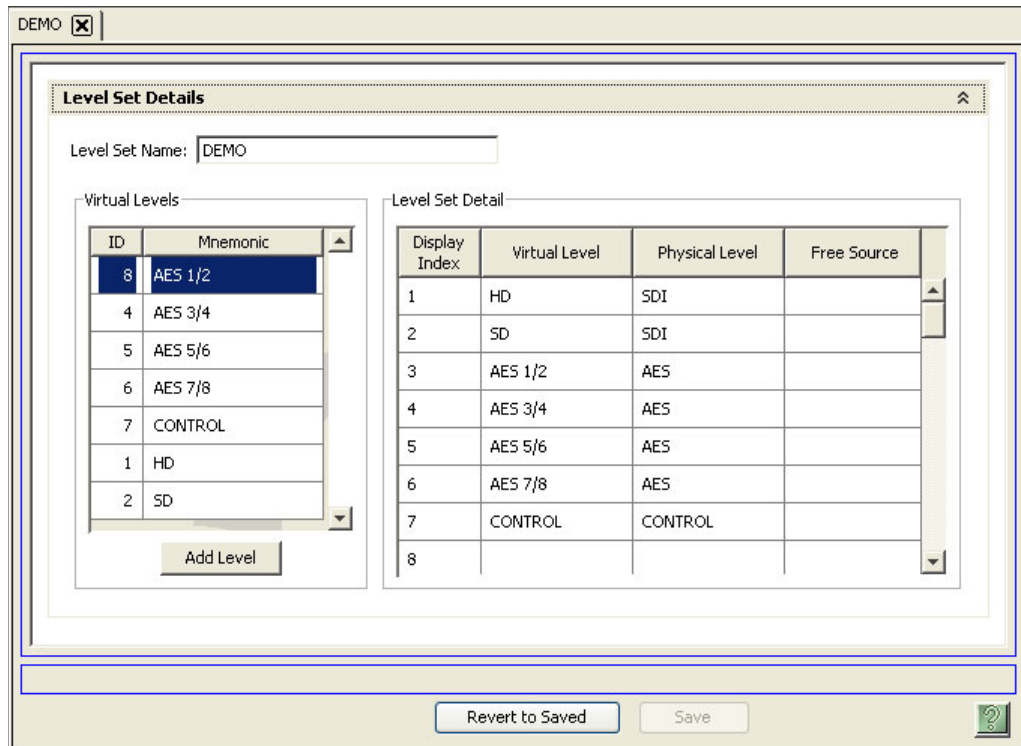 DEMO
Level Set Details
Level Set Name: DEMO
Virtual Levels
ID Mnemonic
8 AES 1/2
4 AES 3/4
5 AES 5/6
6 AES 7/8
7 CONTROL
1 HD
2 SD
Add Level
Level Set Detail
Display Index Virtual Level Physical Level Free Source
1 HD SDI
2 SD SDI
3 AES 1/2 AES
4 AES 3/4 AES
5 AES 5/6 AES
6 AES 7/8 AES
7 CONTROL CONTROL
8
Revert to Saved Save
?